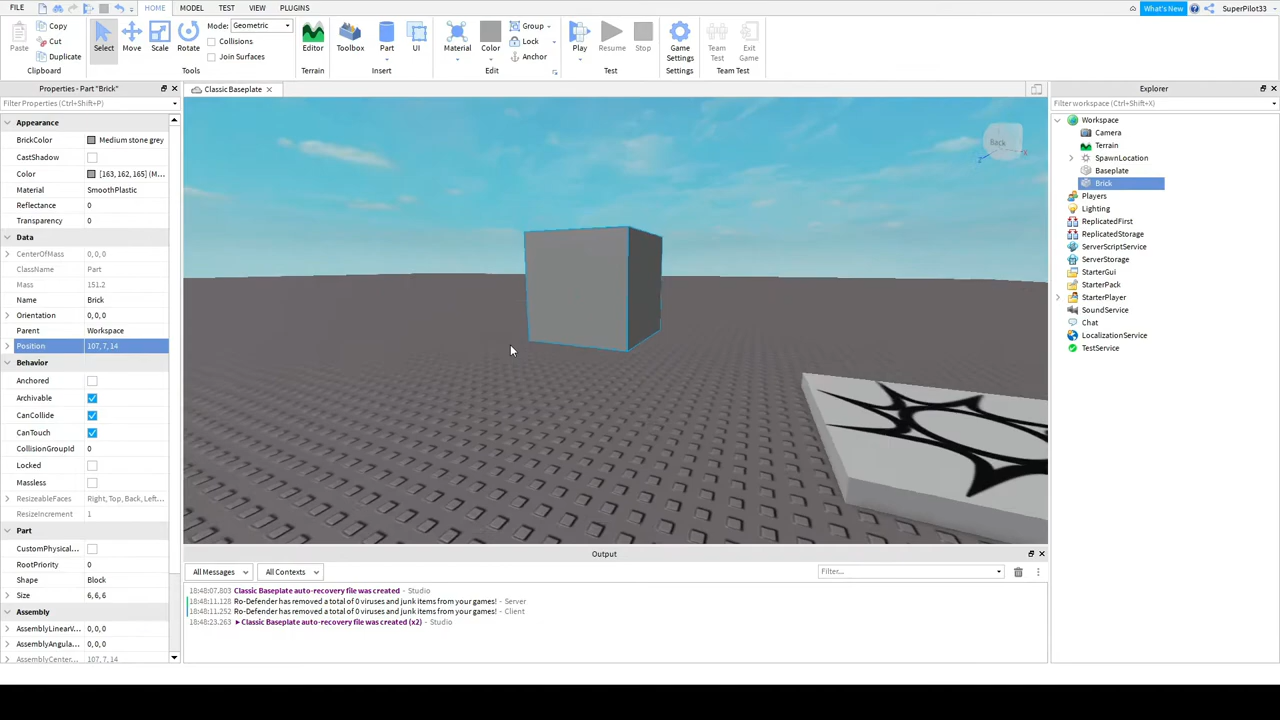 FILE HOME MODEL TEST VIEW PLUGINS What's New SuperPilot33
Copy Mode: Geometric Group Play
Paste Cut Select Move Scale Rotate Collisions Editor Toolbox Part UI Material Color Lock Resume Stop Game Settings Team Test Exit Game
Duplicate Join Surfaces Anchor
Clipboard Tools Terrain Insert Edit Test Settings Team Test
Properties - Part "Brick"
Filter Properties (Ctrl+Shift+P)
Appearance
BrickColor Medium stone grey
CastShadow
Color [163, 162, 165] (M...
Material SmoothPlastic
Reflectance 0
Transparency 0
Data
CenterOfMass 0,0,0
ClassName Part
Mass 151.2
Name Brick
Orientation 0,0,0
Parent Workspace
Position 107, 7, 14
Behavior
Anchored
Archivable
CanCollide
CanTouch
CollisionGroupId 0
Locked
Massless
ResizeableFaces Right, Top, Back, Left...
ResizeIncrement 1
Part
CustomPhysical...
RootPriority 0
Shape Block
Size 6,6,6
Assembly
AssemblyLinearV... 0,0,0
AssemblyAngular... 0,0,0
AssemblyCenter... 107, 7, 14
Classic Baseplate
Back
X
Z
Output
All Messages All Contexts Filter...
18:48:07.803 Classic Baseplate auto-recovery file was created - Studio
18:48:11.128 Ro-Defender has removed a total of 0 viruses and junk items from your games! - Server
18:48:11.252 Ro-Defender has removed a total of 0 viruses and junk items from your games! - Client
18:48:23.263 Classic Baseplate auto-recovery file was created (x2) - Studio
Explorer
Filter workspace (Ctrl+Shift+X)
Workspace
Camera
Terrain
SpawnLocation
Baseplate
Brick
Players
Lighting
ReplicatedFirst
ReplicatedStorage
ServerScriptService
ServerStorage
StarterGui
StarterPack
StarterPlayer
SoundService
Chat
LocalizationService
TestService